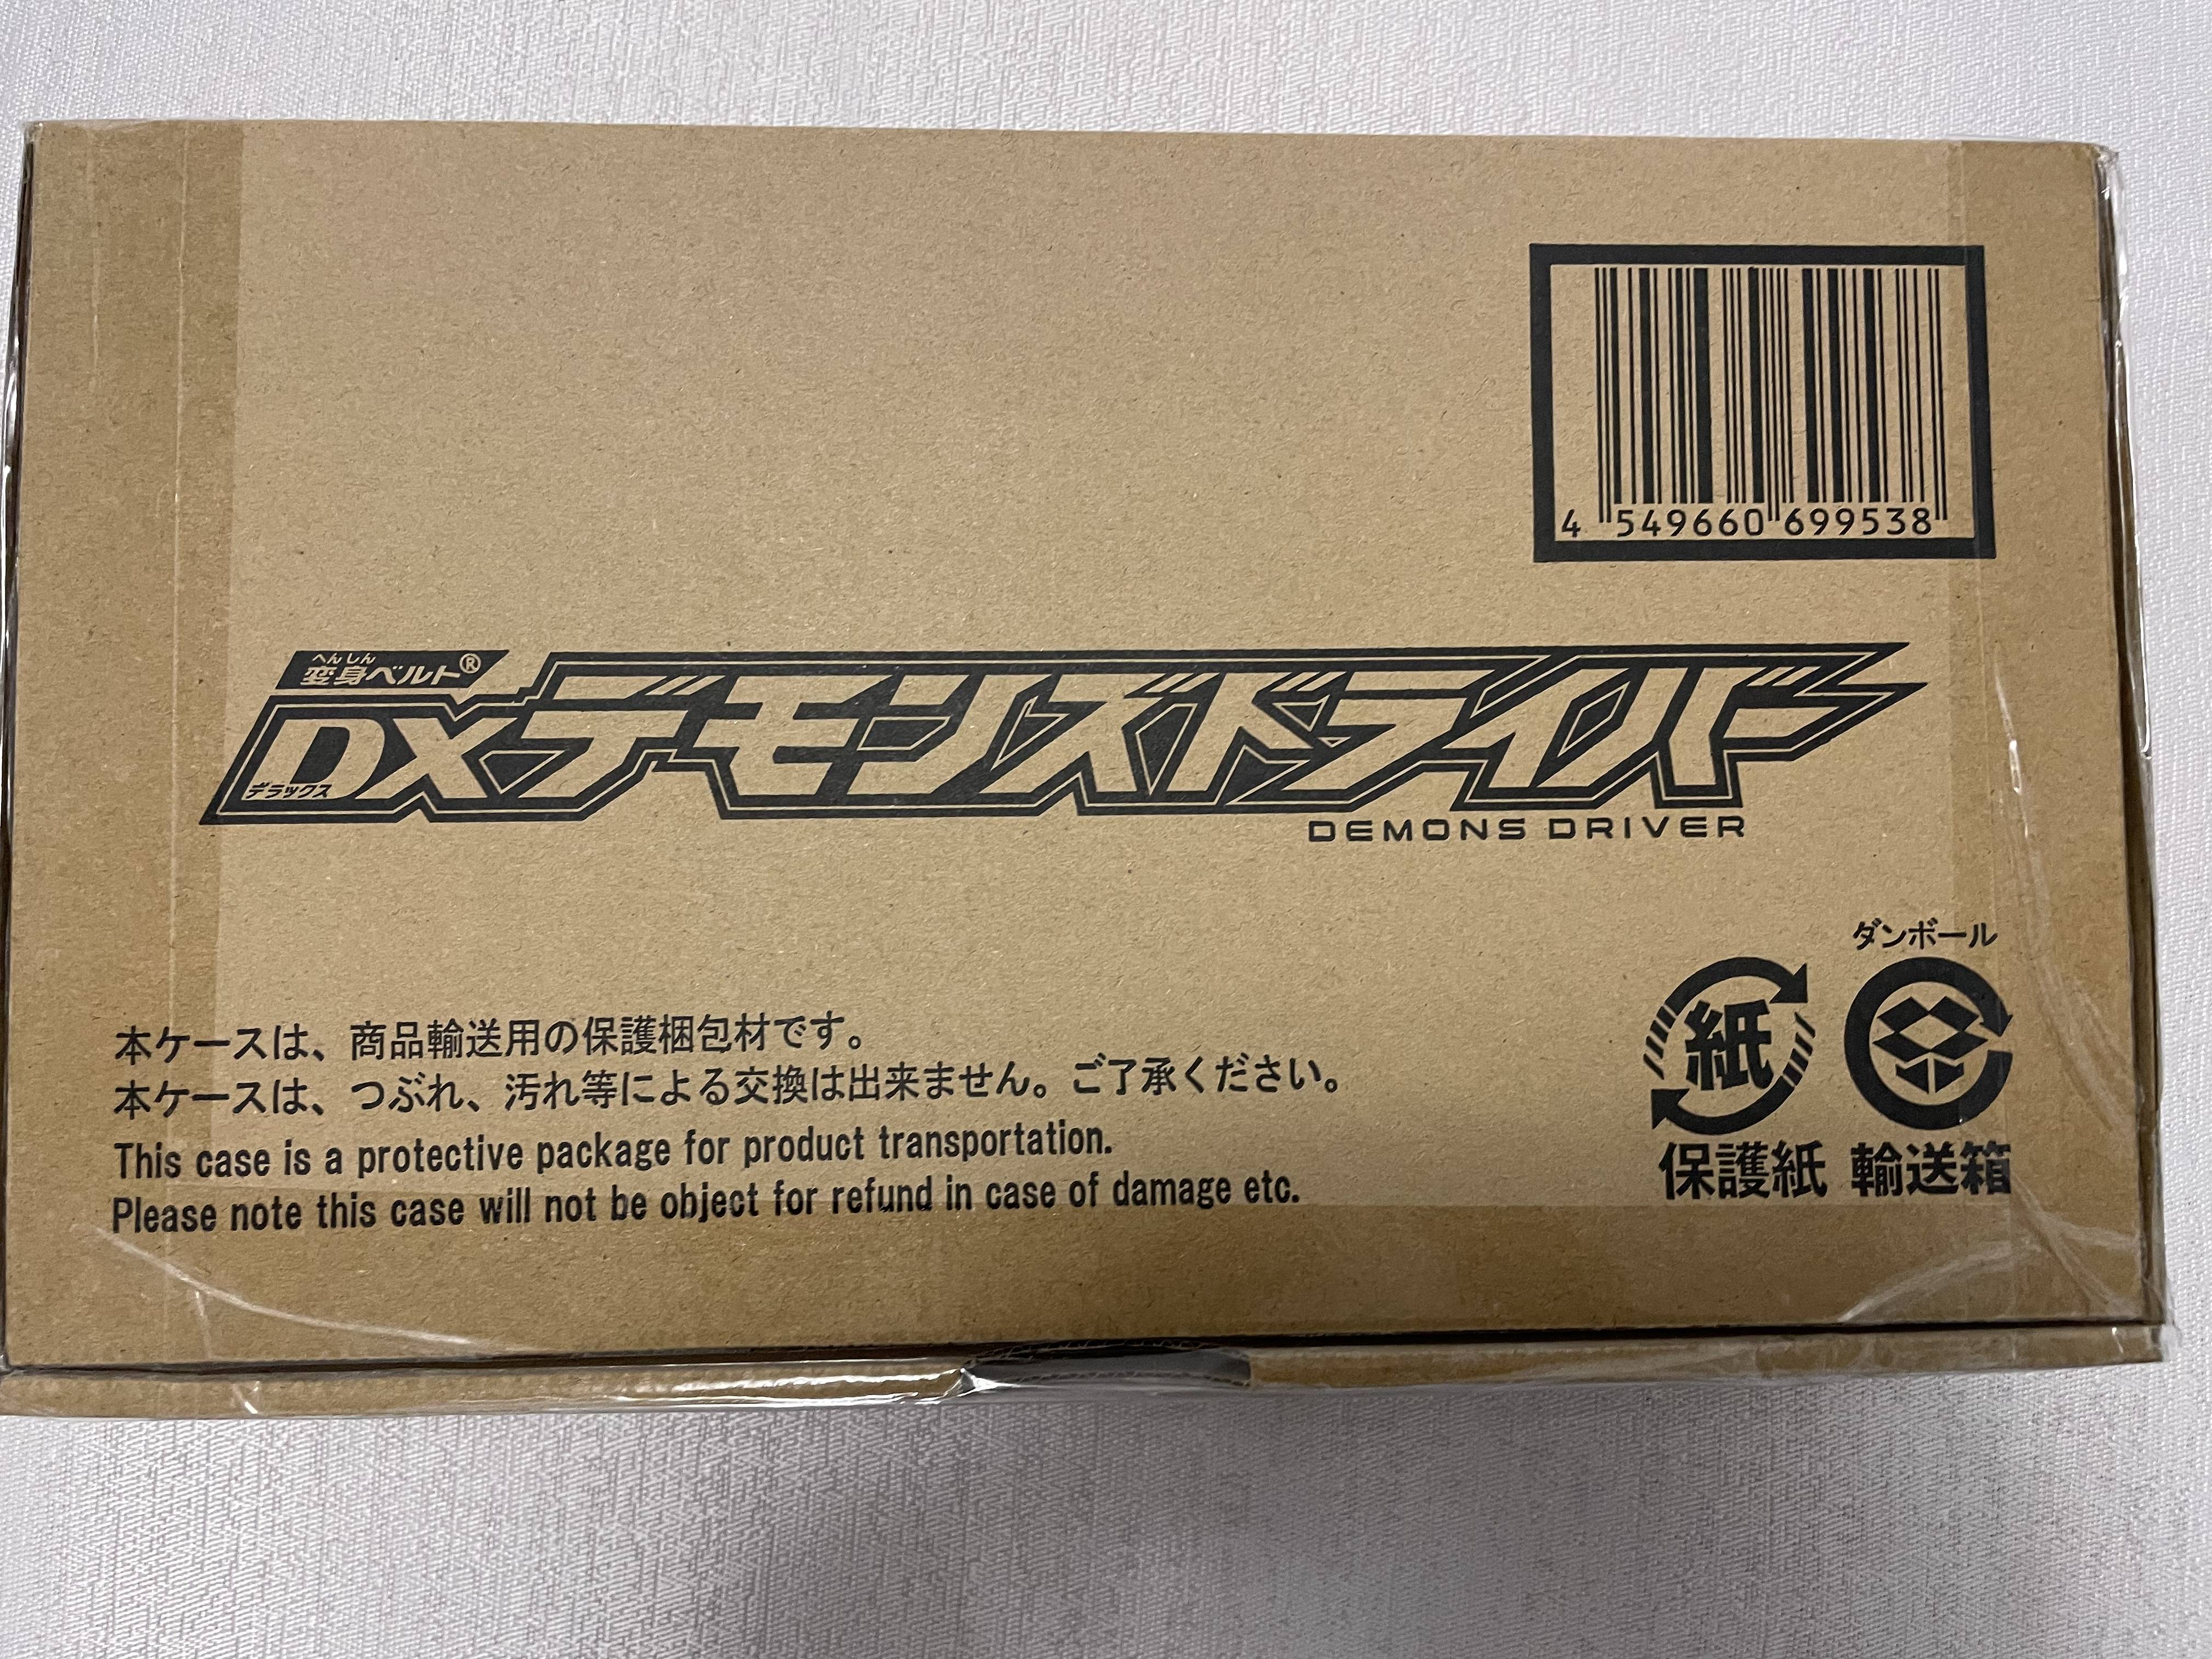 4 549660 699538
へんしん
変身ベルト®
DXデモンズドライバー
デラックス
DEMONS DRIVER
ダンボール
紙
保護紙 輸送箱
本ケースは、商品輸送用の保護梱包材です。
本ケースは、つぶれ、汚れ等による交換は出来ません。ご了承ください。
This case is a protective package for product transportation.
Please note this case will not be object for refund in case of damage etc.